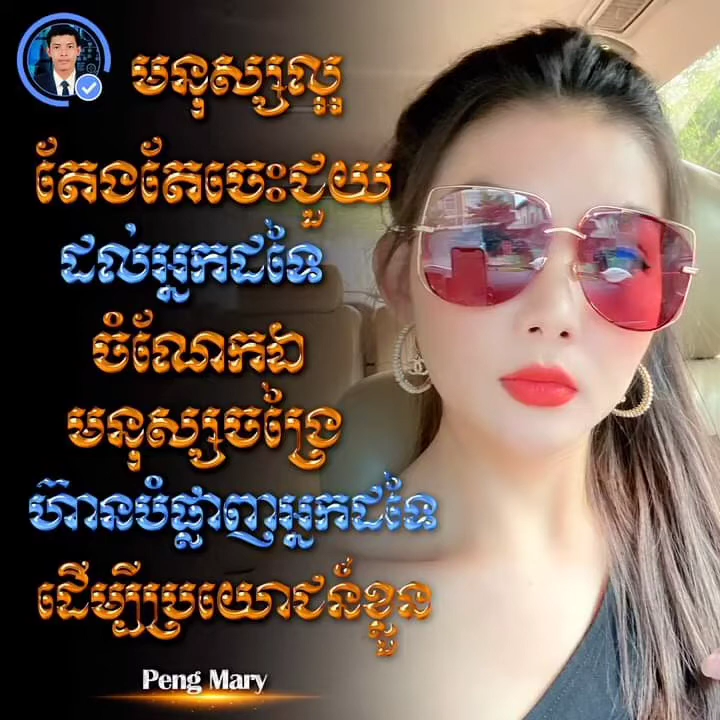 មនុស្សល្អ
តែងតែចេះជួយ
ដល់អ្នកដទៃ
ចំណែកឯ
មនុស្សចង្រៃ
ហ៊ានបំផ្លាញអ្នកដទៃ
ដើម្បីប្រយោជន៍ខ្លួន
Peng Mary